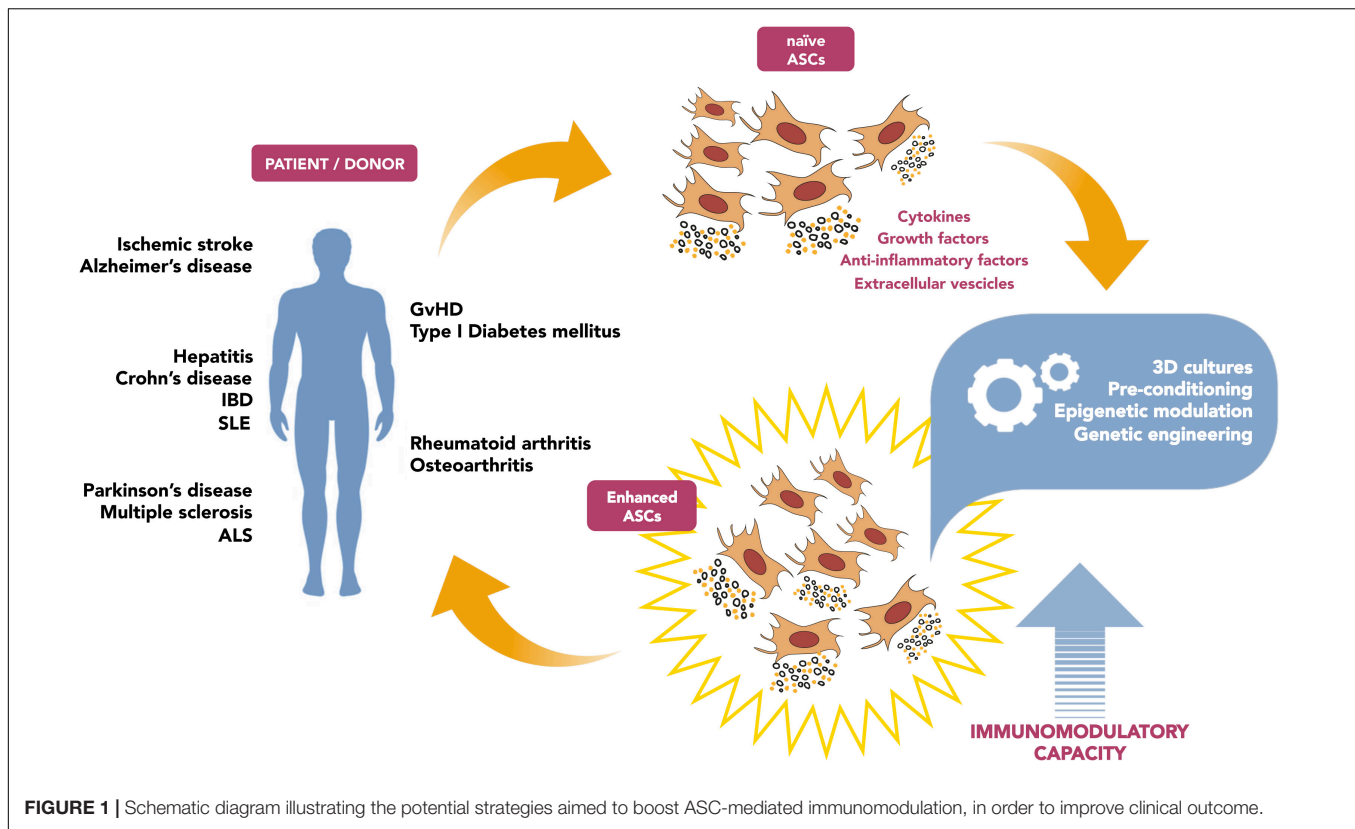 naïve
ASCs
PATIENT / DONOR
Cytokines
Growth factors
Anti-inflammatory factors
Extracellular vescicles
Ischemic stroke
Alzheimer's disease
GvHD
Type I Diabetes mellitus
Hepatitis
Crohn's disease
IBD
SLE
3D cultures
Pre-conditioning
Epigenetic modulation
Genetic engineering
Rheumatoid arthritis
Osteoarthritis
Parkinson's disease
Multiple sclerosis
ALS
Enhanced
ASCs
IMMUNOMODULATORY
CAPACITY
FIGURE 1 | Schematic diagram illustrating the potential strategies aimed to boost ASC-mediated immunomodulation, in order to improve clinical outcome.